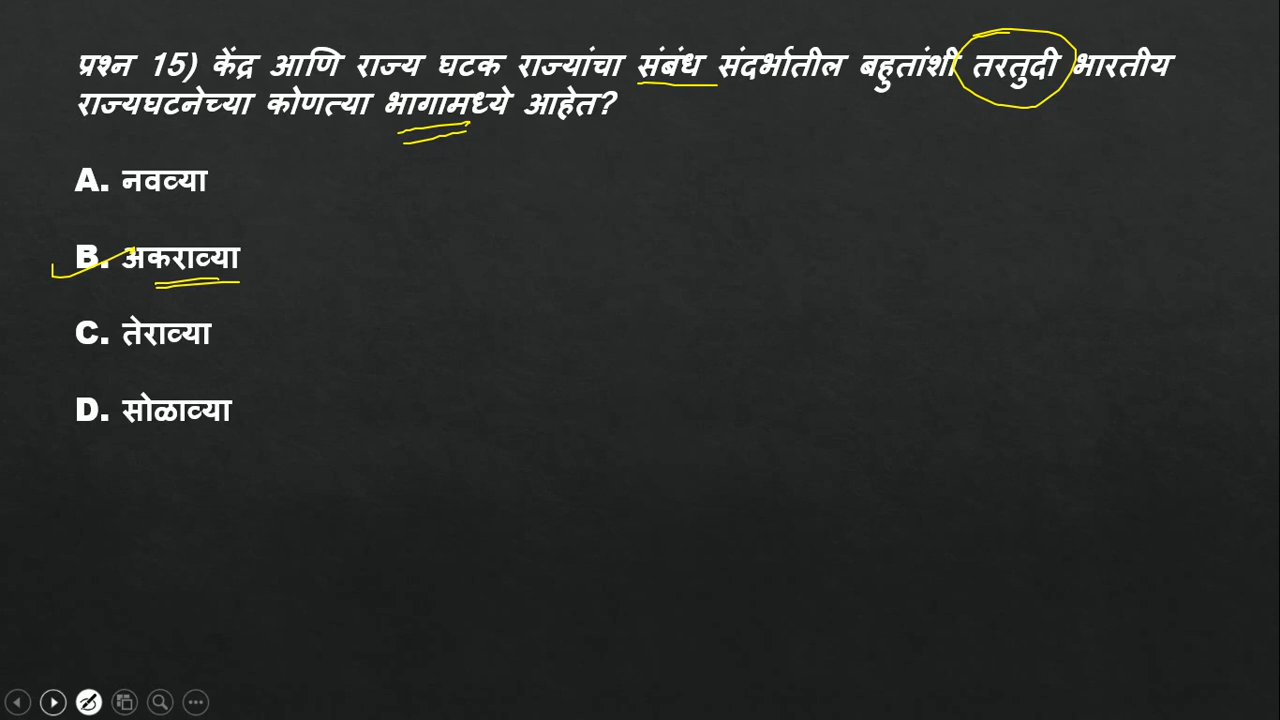 प्रश्न 15) केंद्र आणि राज्य घटक राज्यांचा संबंध संदर्भातील बहुतांशी तरतुदी भारतीय
राज्यघटनेच्या कोणत्या भागामध्ये आहेत?
A. नवव्या
B. अकराव्या
C. तेराव्या
D. सोळाव्या